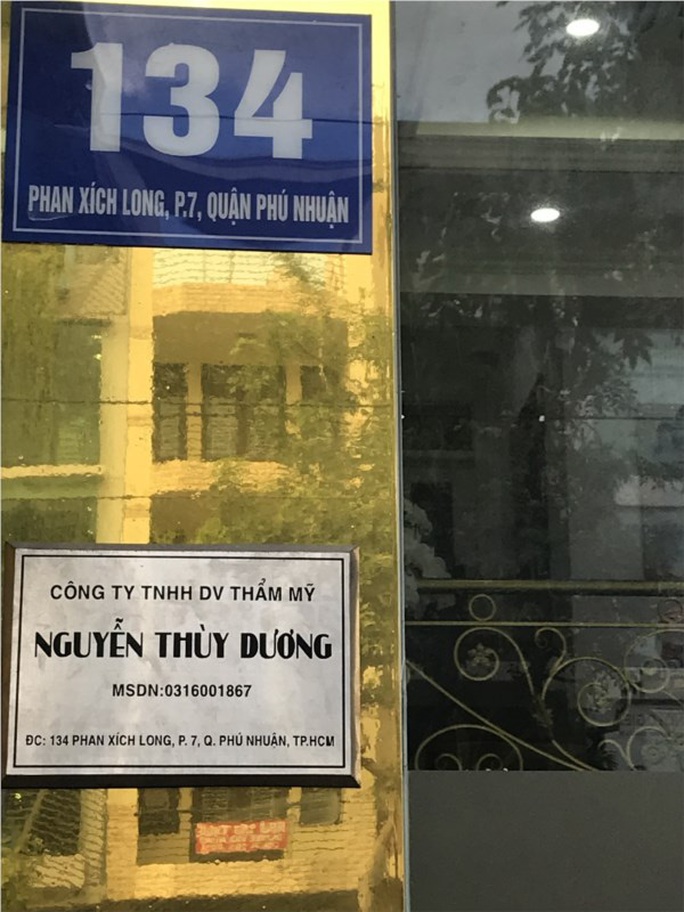 134
PHAN XÍCH LONG, P.7, QUẬN PHÚ NHUẬN
CÔNG TY TNHH DV THẨM MỸ
NGUYỄN THÙY DƯƠNG
MSDN:0316001867
ĐC: 134 PHAN XÍCH LONG, P. 7, Q. PHÚ NHUẬN, TP.HCM